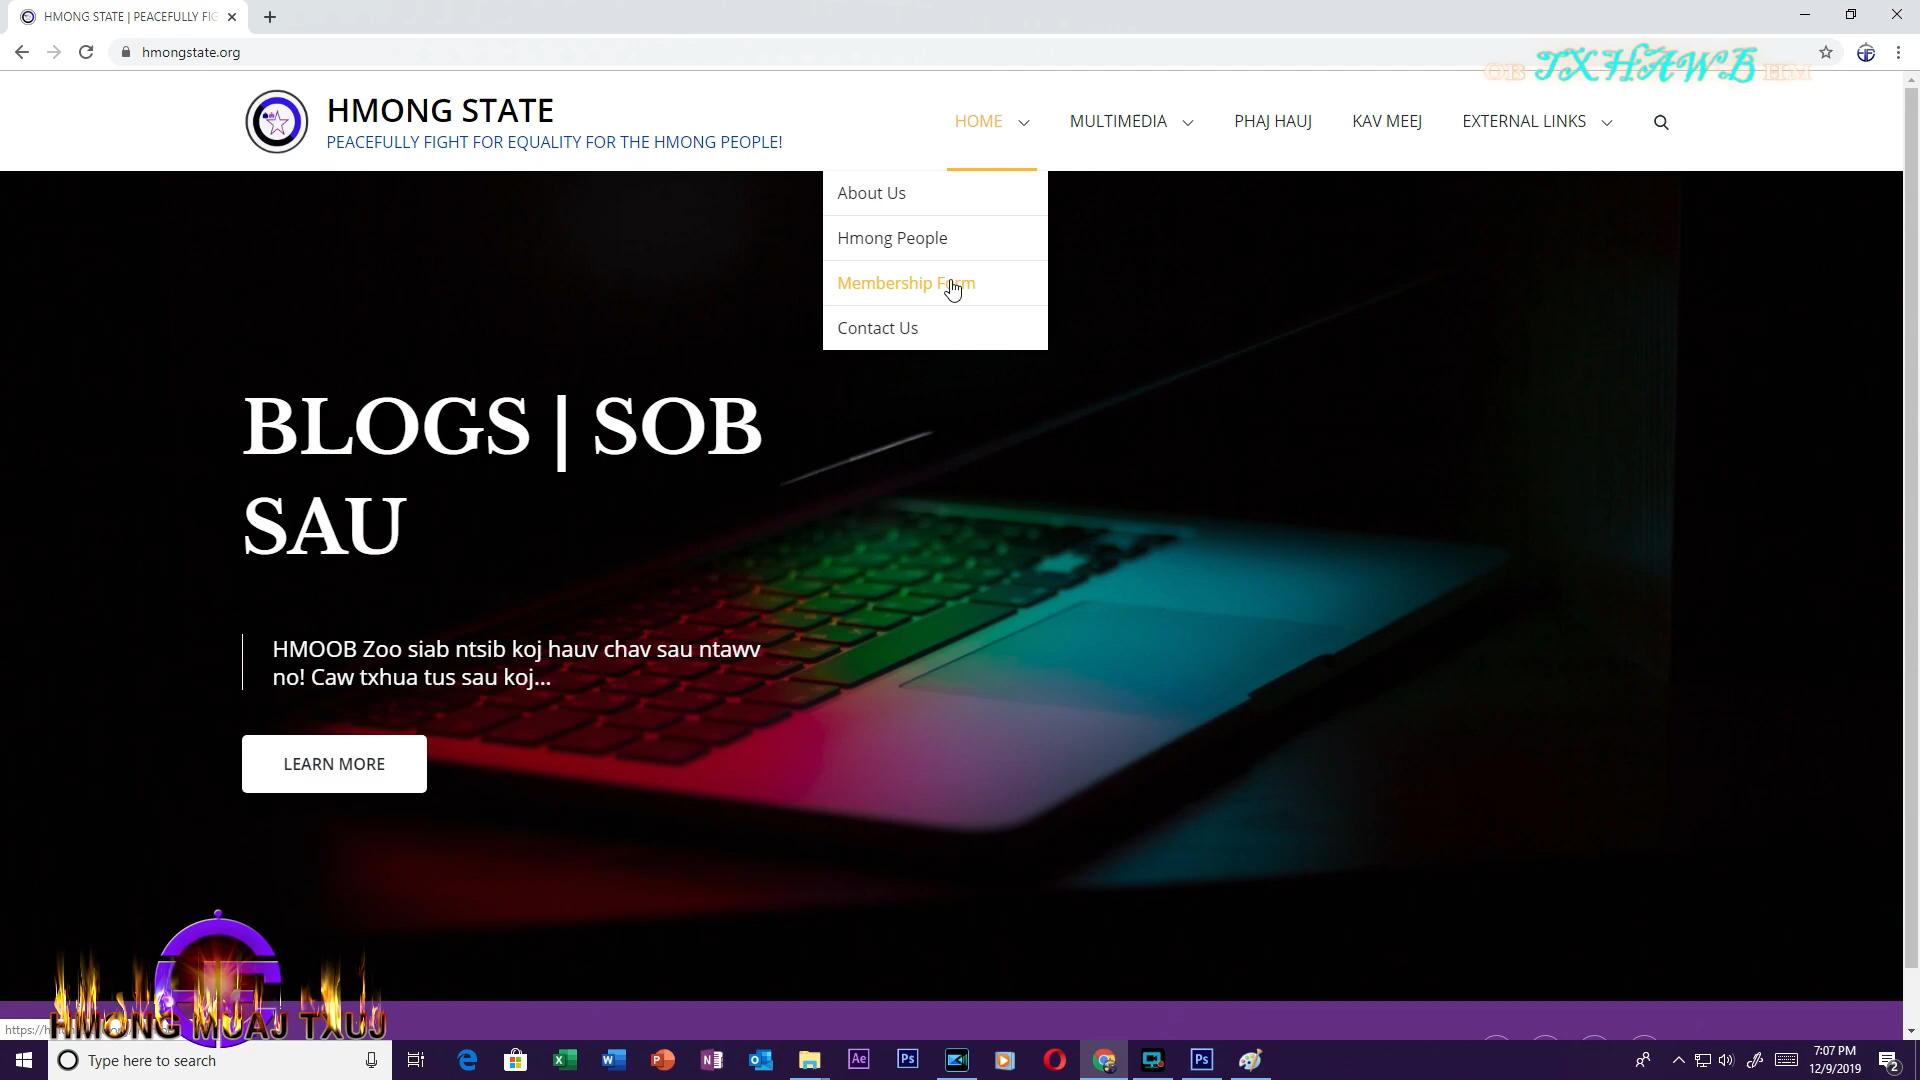 HMONG STATE | PEACEFULLY FIG
hmongstate.org
OB TXHAWB HM
HMONG STATE
PEACEFULLY FIGHT FOR EQUALITY FOR THE HMONG PEOPLE!
HOME
MULTIMEDIA
PHAJ HAUJ
KAV MEEJ
EXTERNAL LINKS
About Us
Hmong People
Membership Form
Contact Us
BLOGS | SOB
SAU
HMOOB Zoo siab ntsib koj hauv chav sau ntawv
no! Caw txhua tus sau koj...
LEARN MORE
HMONG MUAJ TXUJ
Type here to search
7:07 PM
12/9/2019
2